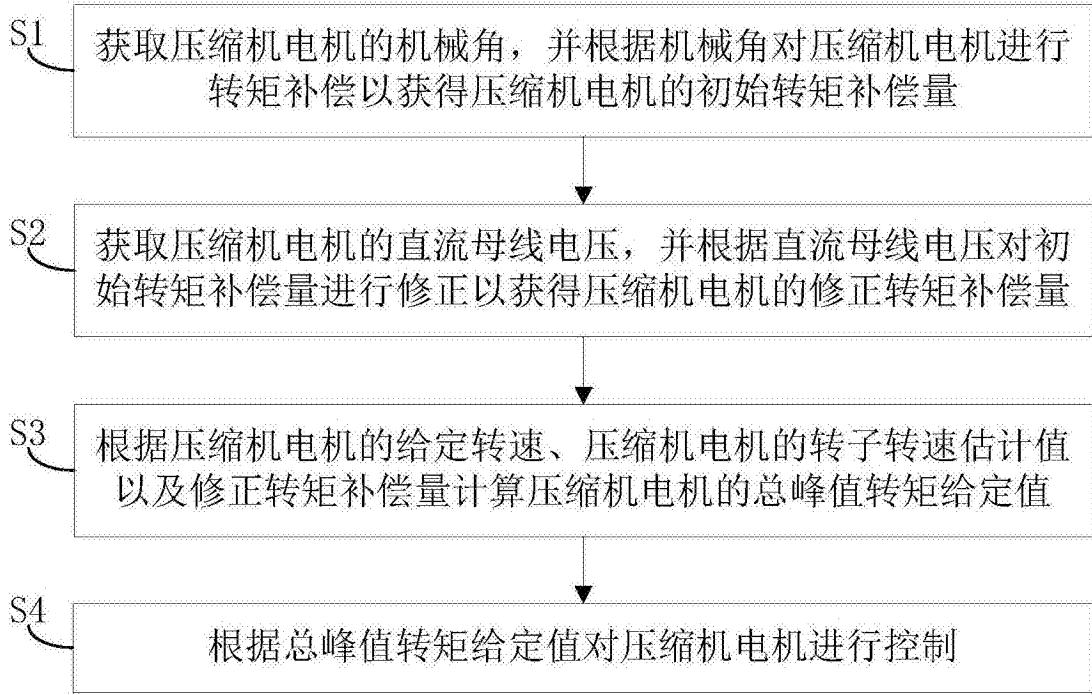 S1
获取压缩机电机的机械角，并根据机械角对压缩机电机进行
转矩补偿以获得压缩机电机的初始转矩补偿量
S2
获取压缩机电机的直流母线电压，并根据直流母线电压对初
始转矩补偿量进行修正以获得压缩机电机的修正转矩补偿量
S3
根据压缩机电机的给定转速、压缩机电机的转子转速估计值
以及修正转矩补偿量计算压缩机电机的总峰值转矩给定值
S4
根据总峰值转矩给定值对压缩机电机进行控制